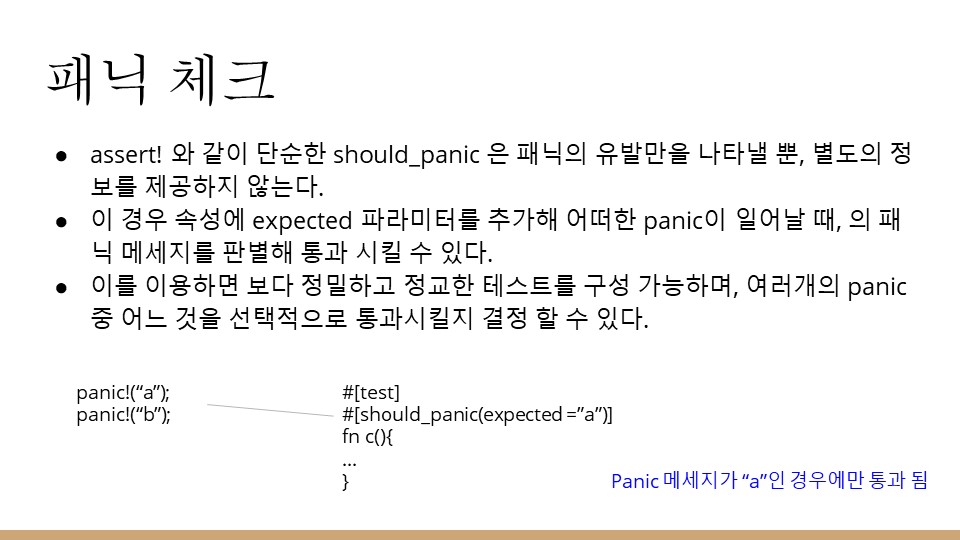 패닉 체크
● assert! 와 같이 단순한 should_panic 은 패닉의 유발만을 나타낼 뿐, 별도의 정
보를 제공하지 않는다.
● 이 경우 속성에 expected 파라미터를 추가해 어떠한 panic이 일어날 때, 의 패
닉 메세지를 판별해 통과 시킬 수 있다.
● 이를 이용하면 보다 정밀하고 정교한 테스트를 구성 가능하며, 여러개의 panic
중 어느 것을 선택적으로 통과시킬지 결정 할 수 있다.
panic!(“a”);
panic!(“b”);
#[test]
#[should_panic(expected =”a”)]
fn c(){
...
}
Panic 메세지가 “a”인 경우에만 통과 됨